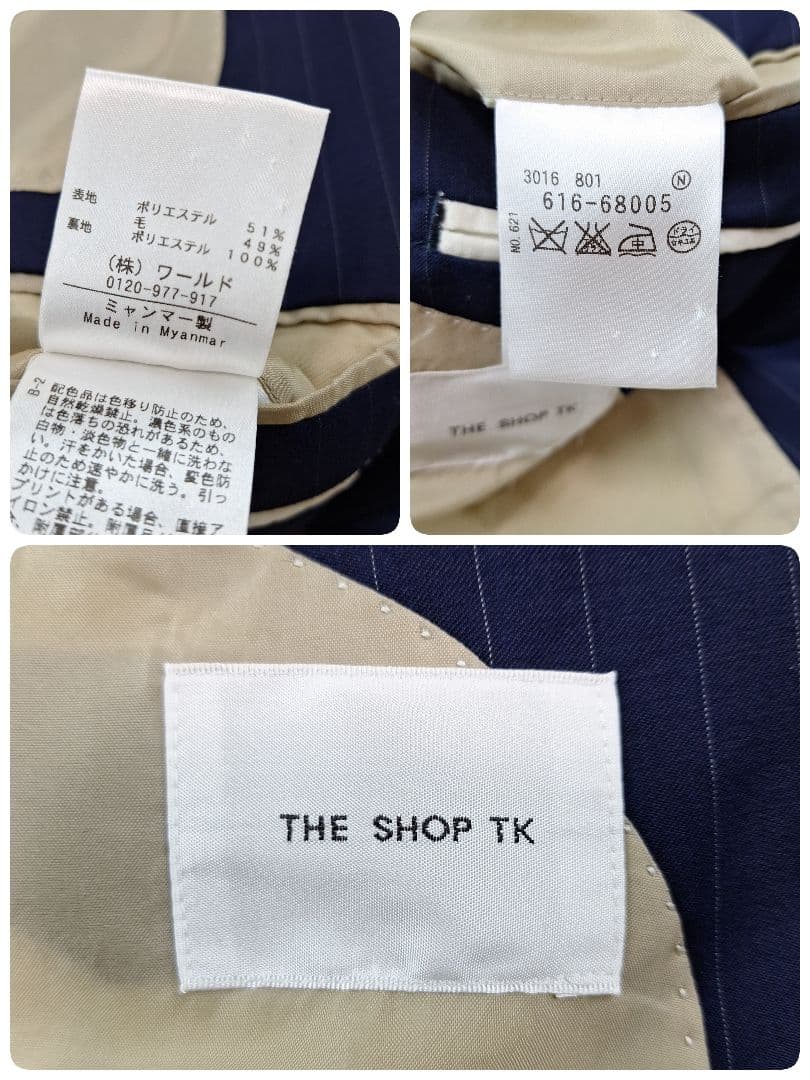 表地 ポリエステル 51%
毛 49%
裏地 ポリエステル 100%
(株) ワールド
0120-977-917
ミャンマー製
Made in Myanmar
B-2
配色品は色移り防止のため、
自然乾燥禁止。濃色系のもの
は色落ちの恐れがあるため、
白物・淡色物と一緒に洗わな
い。汗をかいた場合、変色防
止のため速やかに洗う。引っ
かけに注意。
プリントがある場合、直接ア
イロン禁止。附属
3016 801 N
616-68005
NO. 621
中
ドライ
セキユ系
THE SHOP TK
THE SHOP TK